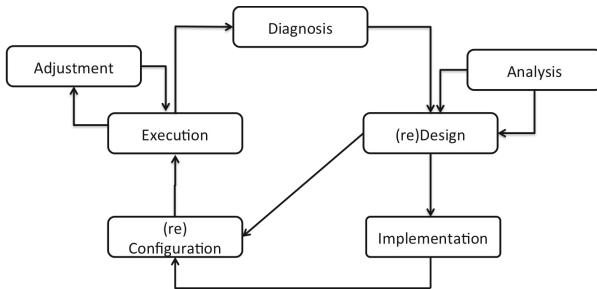 Diagnosis
Adjustment
Analysis
Execution
(re)Design
(re)
Configuration
Implementation